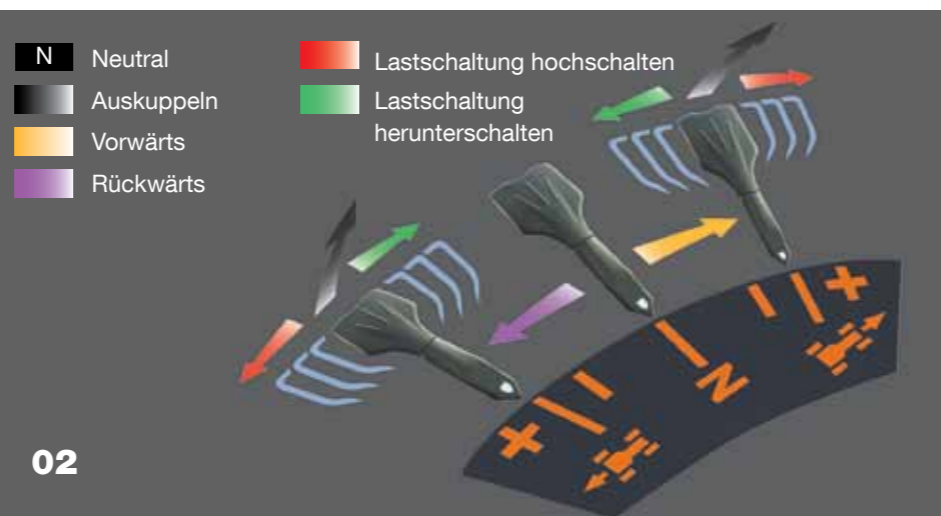 N Neutral
Auskuppeln
Vorwärts
Rückwärts
Lastschaltung hochschalten
Lastschaltung
herunterschalten
+ N +
02